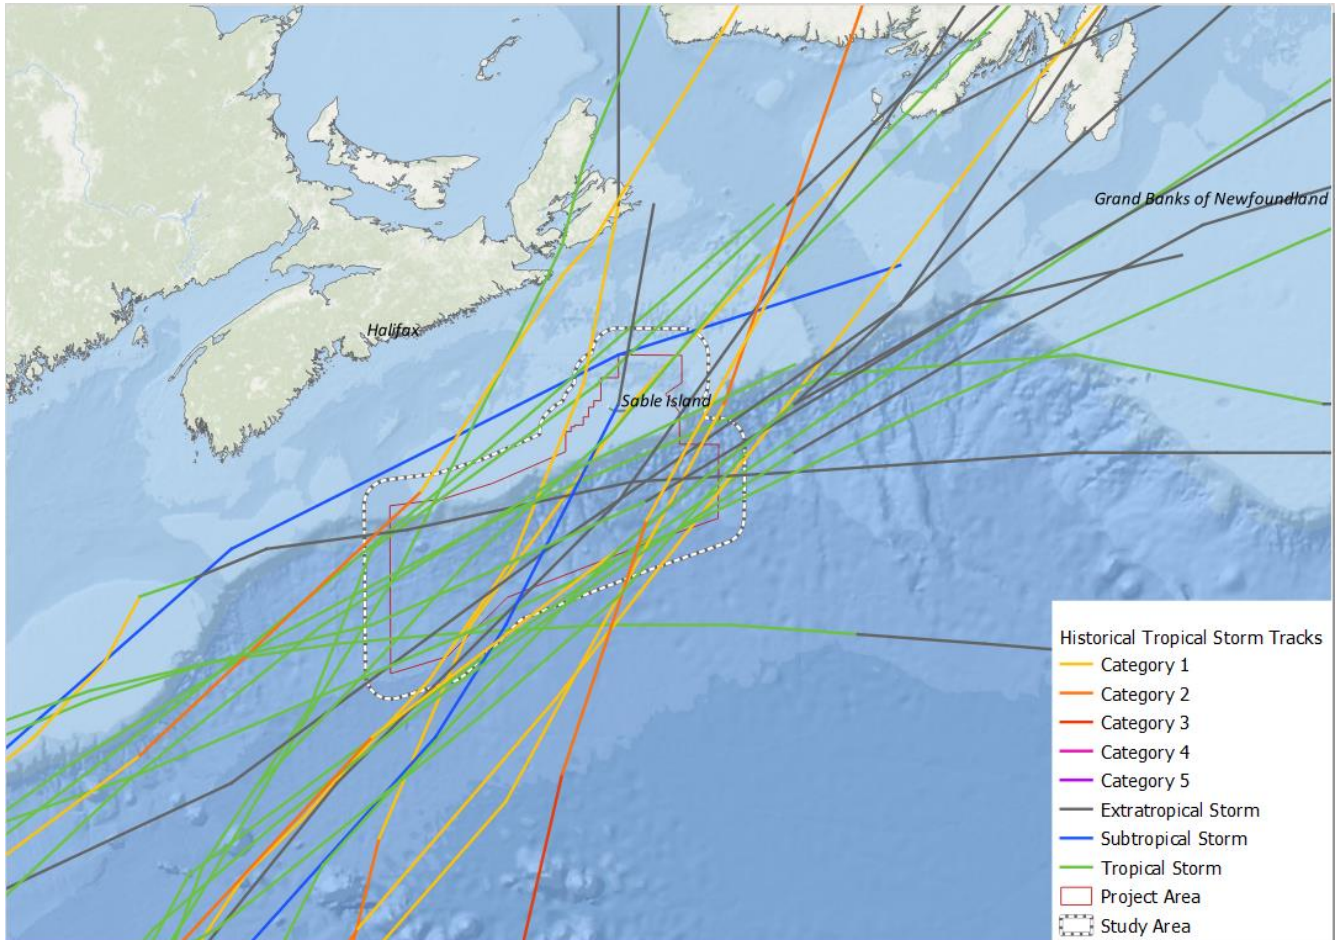 Grand Banks of Newfoundland
Halifax
Sable Island
Historical Tropical Storm Tracks
Category 1
Category 2
Category 3
Category 4
Category 5
Extratropical Storm
Subtropical Storm
Tropical Storm
Project Area
Study Area